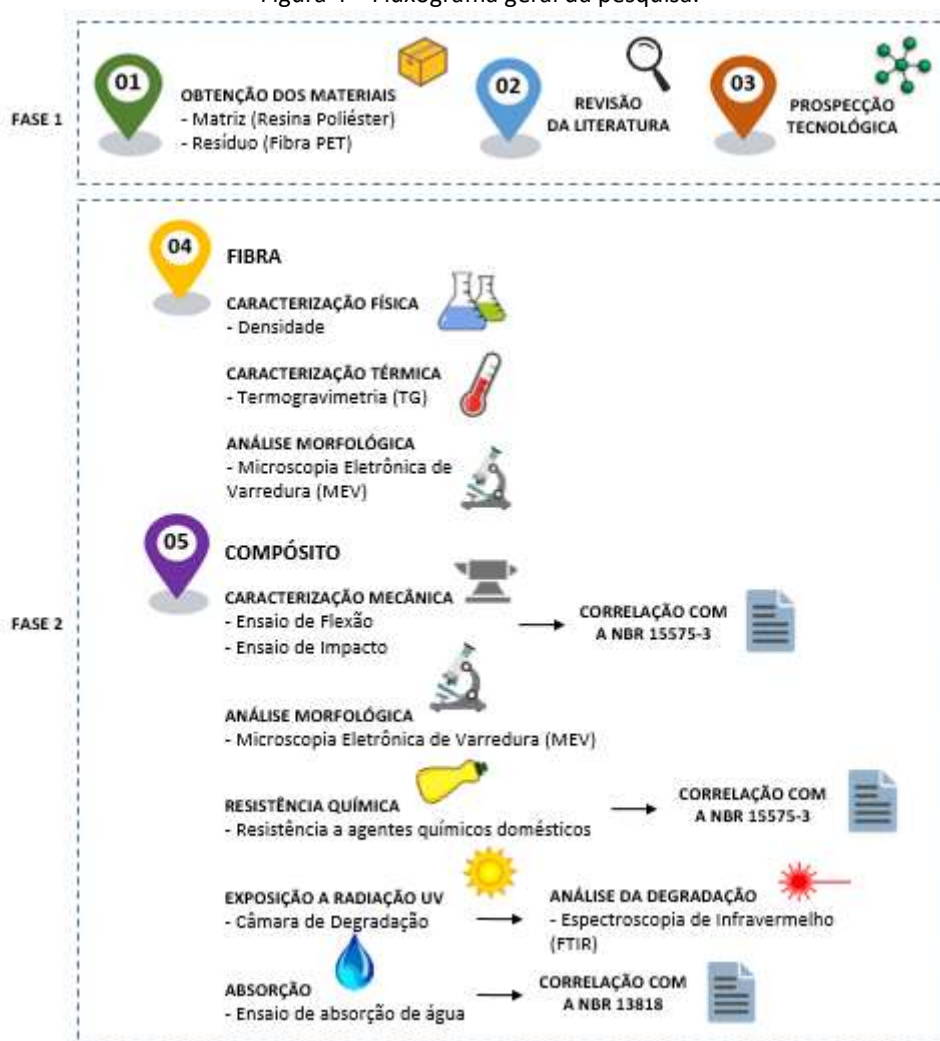 FASE 1
01
OBTENÇÃO DOS MATERIAIS
- Matriz (Resina Poliéster)
- Resíduo (Fibra PET)
02
REVISÃO
DA LITERATURA
03
PROSPECÇÃO
TECNOLÓGICA
FASE 2
04
FIBRA
CARACTERIZAÇÃO FÍSICA
- Densidade
CARACTERIZAÇÃO TÉRMICA
- Termogravimetria (TG)
ANÁLISE MORFOLÓGICA
- Microscopia Eletrônica de
Varredura (MEV)
05
COMPÓSITO
CARACTERIZAÇÃO MECÂNICA
- Ensaio de Flexão
- Ensaio de Impacto
CORRELAÇÃO COM
A NBR 15575-3
ANÁLISE MORFOLÓGICA
- Microscopia Eletrônica de Varredura (MEV)
RESISTÊNCIA QUÍMICA
- Resistência a agentes químicos domésticos
CORRELAÇÃO COM
A NBR 15575-3
EXPOSIÇÃO A RADIAÇÃO UV
- Câmara de Degradação
ANÁLISE DA DEGRADAÇÃO
- Espectroscopia de Infravermelho
(FTIR)
ABSORÇÃO
- Ensaio de absorção de água
CORRELAÇÃO COM
A NBR 13818